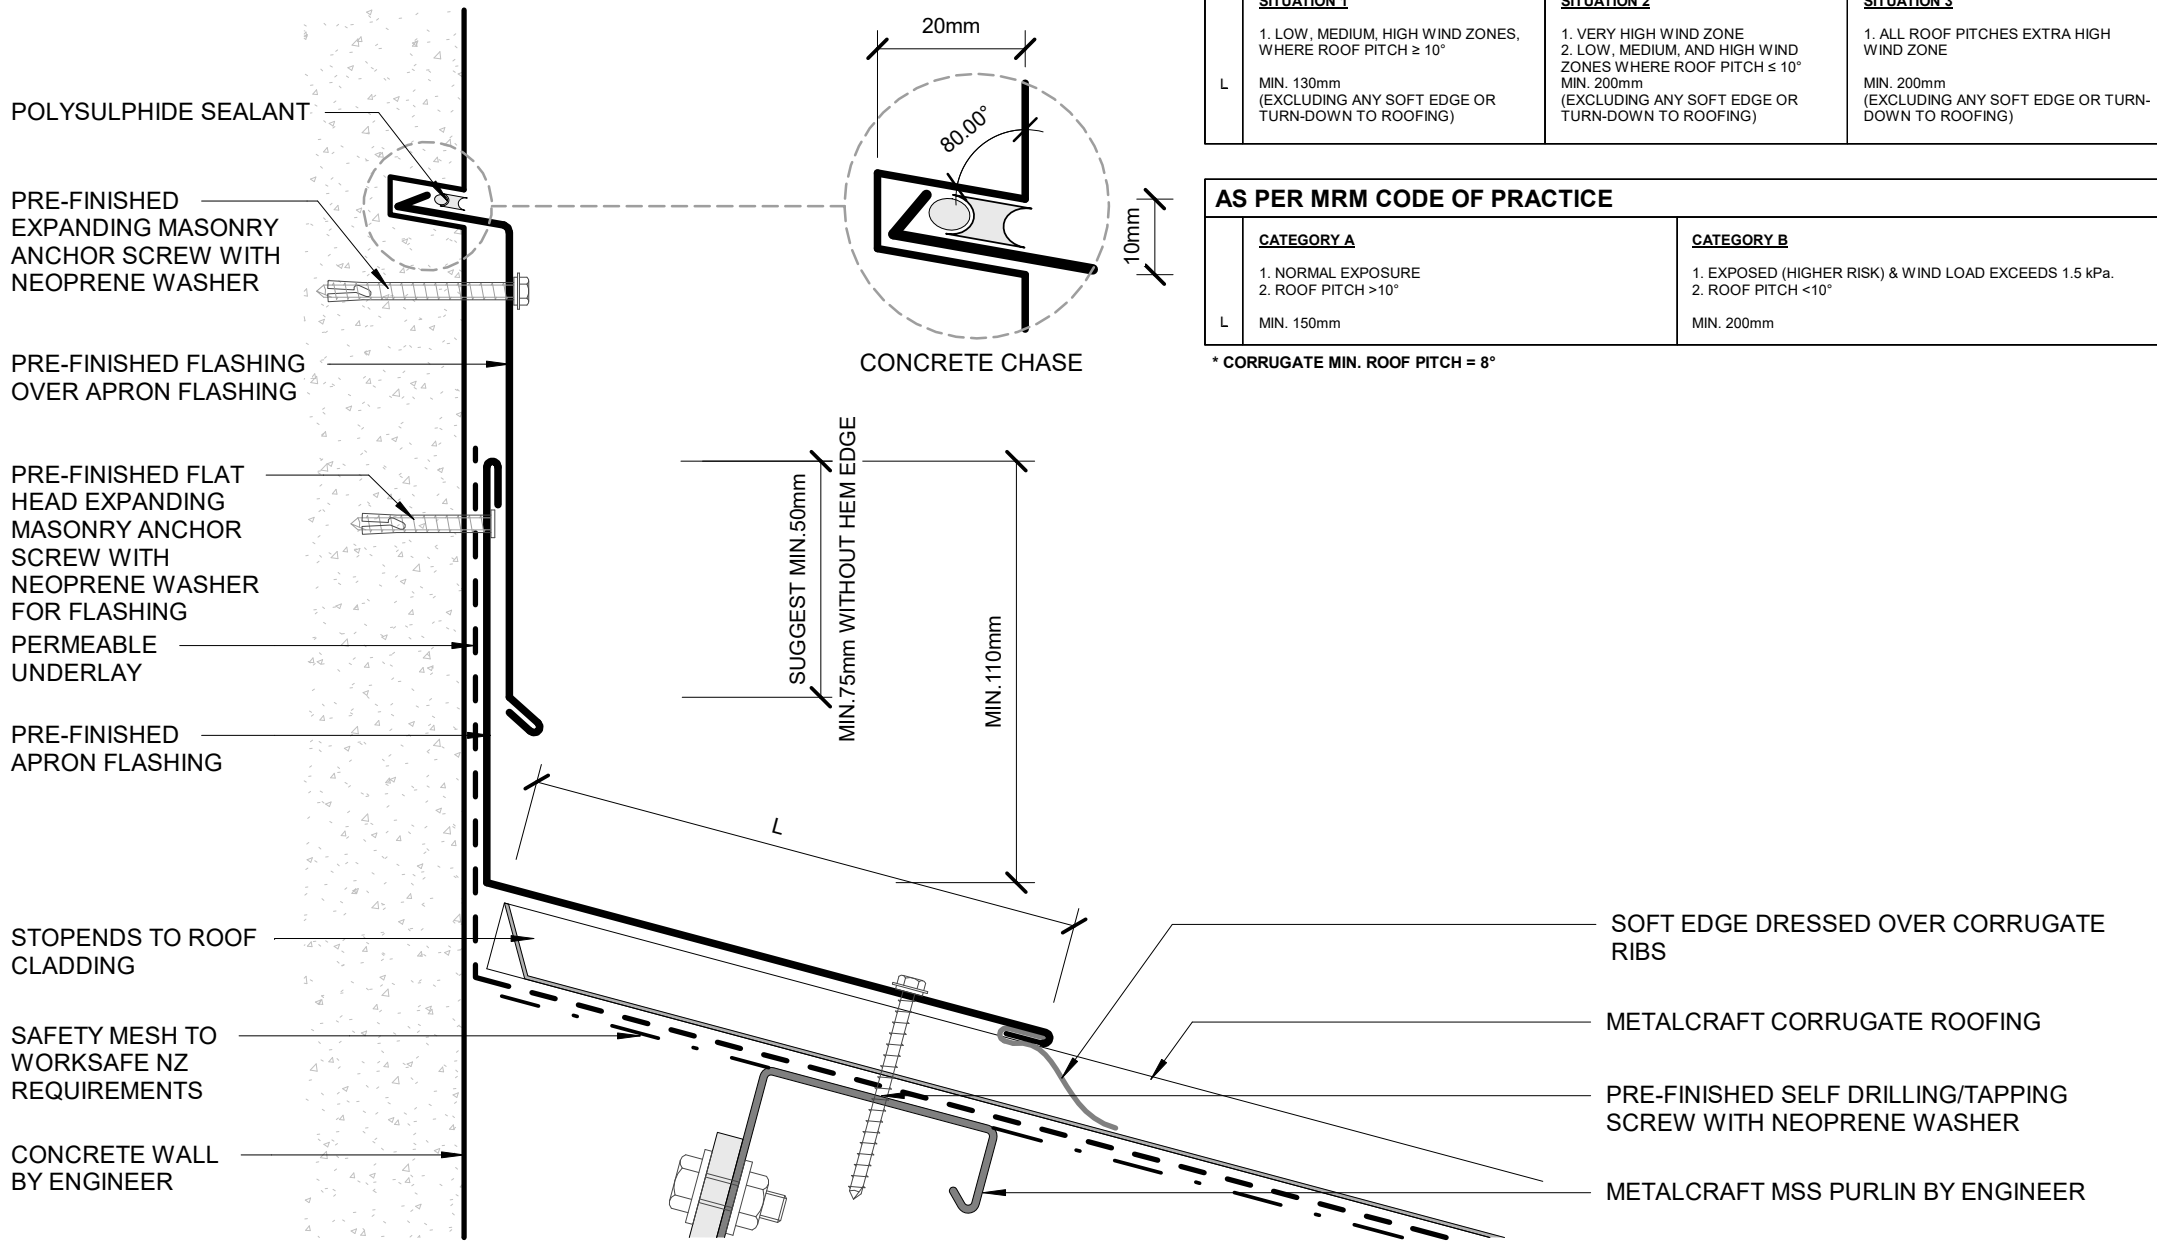 SITUATION 1
1. LOW, MEDIUM, HIGH WIND ZONES,
WHERE ROOF PITCH ≥ 10°
MIN. 130mm
(EXCLUDING ANY SOFT EDGE OR
TURN-DOWN TO ROOFING)
SITUATION 2
1. VERY HIGH WIND ZONE
2. LOW, MEDIUM, AND HIGH WIND
ZONES WHERE ROOF PITCH ≤ 10°
MIN. 200mm
(EXCLUDING ANY SOFT EDGE OR
TURN-DOWN TO ROOFING)
SITUATION 3
1. ALL ROOF PITCHES EXTRA HIGH
WIND ZONE
MIN. 200mm
(EXCLUDING ANY SOFT EDGE OR TURN-
DOWN TO ROOFING)
L
AS PER MRM CODE OF PRACTICE
CATEGORY A
1. NORMAL EXPOSURE
2. ROOF PITCH >10°
MIN. 150mm
CATEGORY B
1. EXPOSED (HIGHER RISK) & WIND LOAD EXCEEDS 1.5 kPa.
2. ROOF PITCH <10°
MIN. 200mm
L
* CORRUGATE MIN. ROOF PITCH = 8°
20mm
80.00°
10mm
CONCRETE CHASE
POLYSULPHIDE SEALANT
PRE-FINISHED
EXPANDING MASONRY
ANCHOR SCREW WITH
NEOPRENE WASHER
PRE-FINISHED FLASHING
OVER APRON FLASHING
PRE-FINISHED FLAT
HEAD EXPANDING
MASONRY ANCHOR
SCREW WITH
NEOPRENE WASHER
FOR FLASHING
PERMEABLE
UNDERLAY
PRE-FINISHED
APRON FLASHING
STOPENDS TO ROOF
CLADDING
SAFETY MESH TO
WORKSAFE NZ
REQUIREMENTS
CONCRETE WALL
BY ENGINEER
SUGGEST MIN.50mm
MIN.75mm WITHOUT HEM EDGE
MIN.110mm
L
SOFT EDGE DRESSED OVER CORRUGATE
RIBS
METALCRAFT CORRUGATE ROOFING
PRE-FINISHED SELF DRILLING/TAPPING
SCREW WITH NEOPRENE WASHER
METALCRAFT MSS PURLIN BY ENGINEER